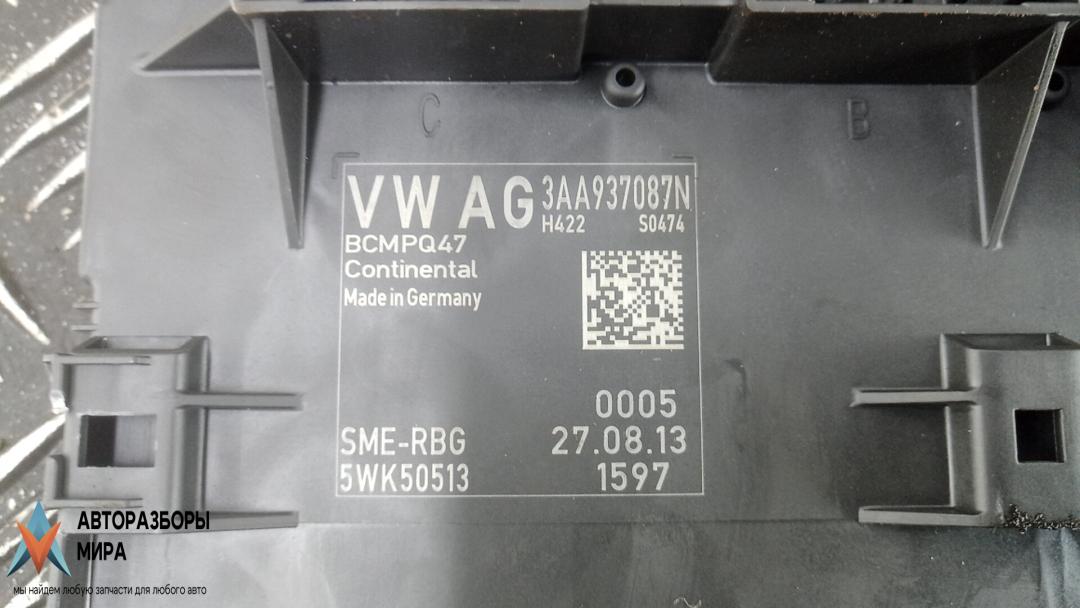 C
B
VW AG 3AA937087N
H422 S0474
BCMPQ47
Continental
Made in Germany
0005
SME-RBG 27.08.13
5WK50513 1597
АВТОРАЗБОРЫ
МИРА
мы найдем любую запчасти для любого авто